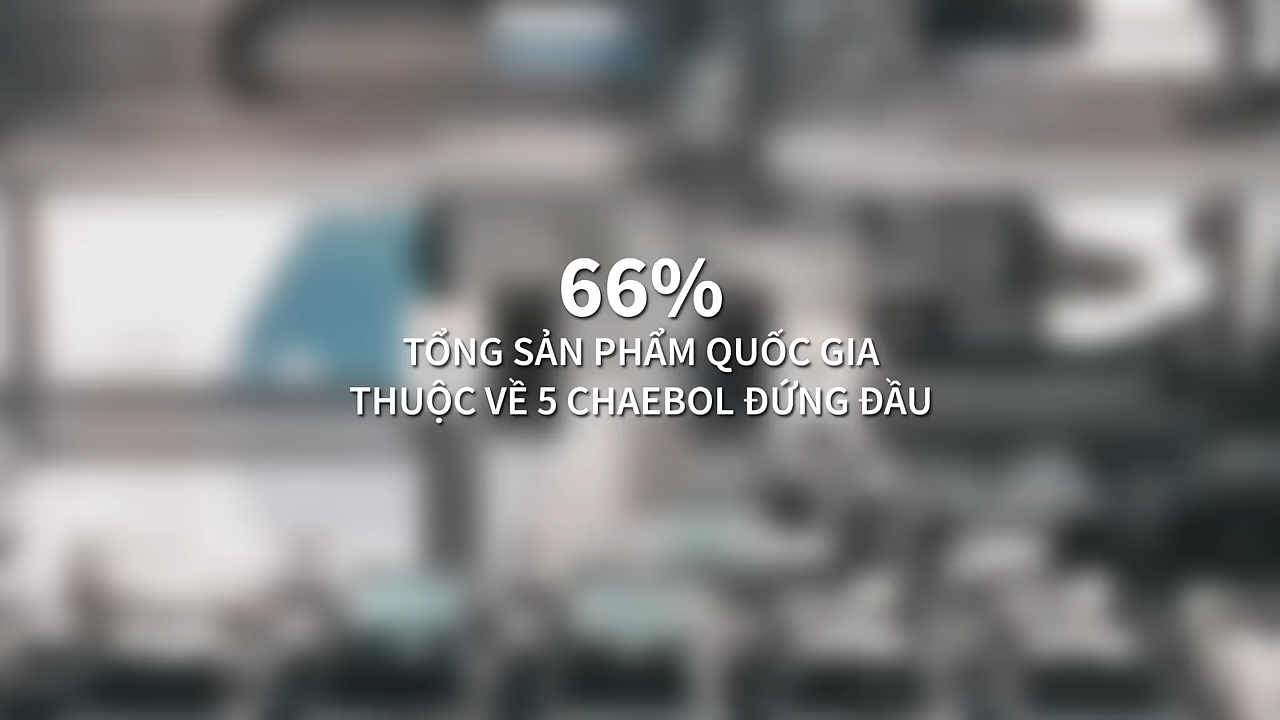 66%
TỔNG SẢN PHẨM QUỐC GIA
THUỘC VỀ 5 CHAEBOL ĐỨNG ĐẦU